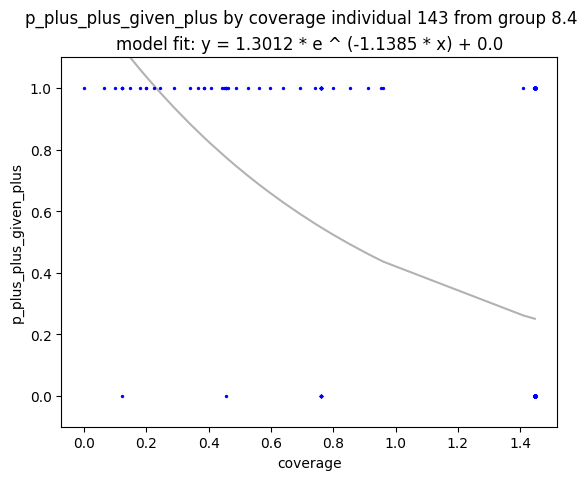 p_plus_plus_given_plus by coverage individual 143 from group 8.4
model fit: y = 1.3012 * e ^ (-1.1385 * x) + 0.0
p_plus_plus_given_plus
1.0
0.8
0.6
0.4
0.2
0.0
0.0 0.2 0.4 0.6 0.8 1.0 1.2 1.4
coverage